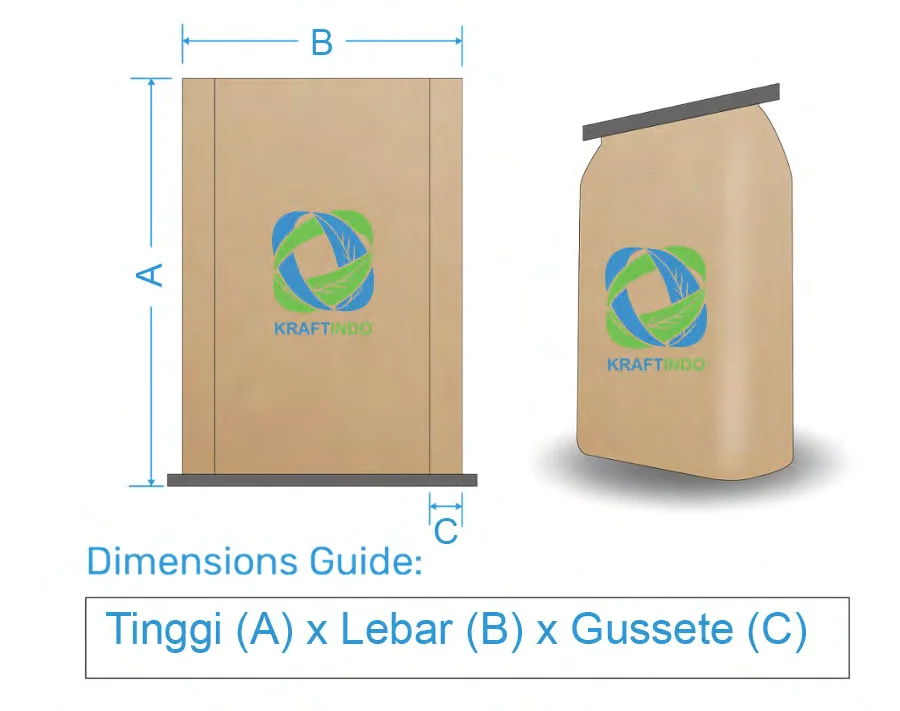 B
A
KRAFTINDO
KRAFTINDO
C
Dimensions Guide:
Tinggi (A) x Lebar (B) x Gussete (C)